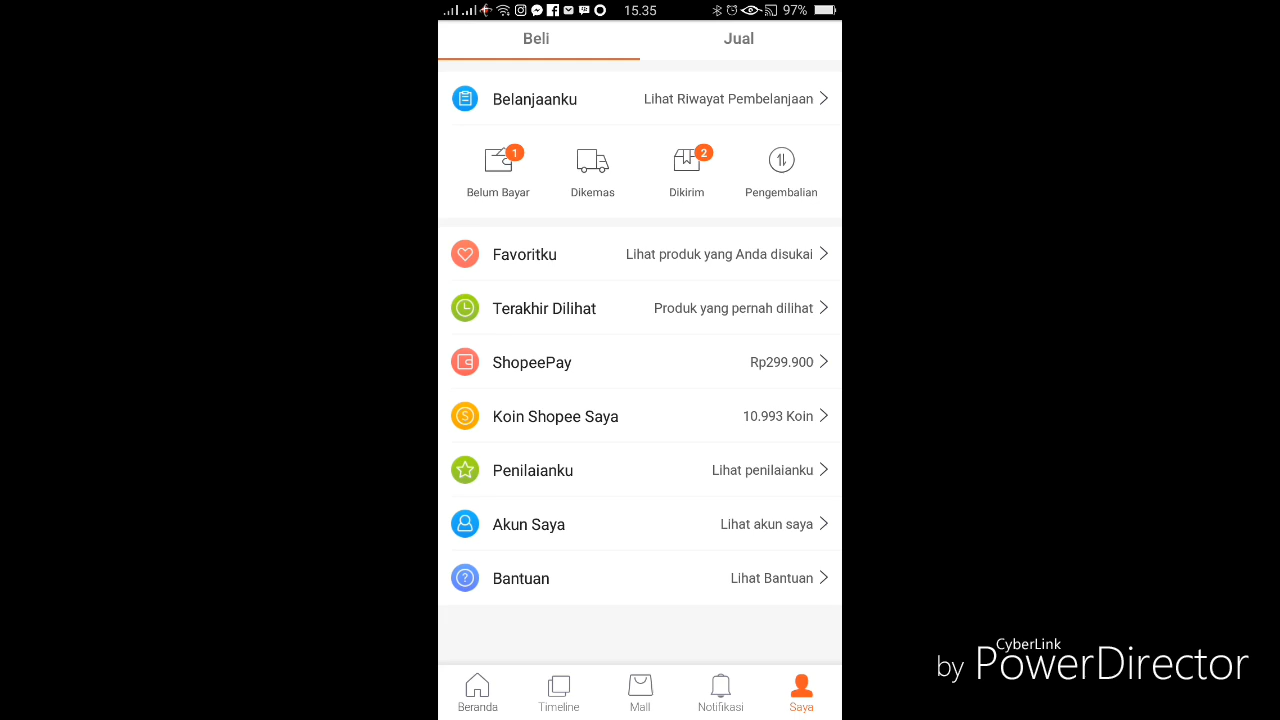 15.35 97%
Beli Jual
Belanjaanku Lihat Riwayat Pembelanjaan
1 2
Belum Bayar Dikemas Dikirim Pengembalian
Favoritku Lihat produk yang Anda disukai
Terakhir Dilihat Produk yang pernah dilihat
ShopeePay Rp299.900
Koin Shopee Saya 10.993 Koin
Penilaianku Lihat penilaianku
Akun Saya Lihat akun saya
Bantuan Lihat Bantuan
Beranda Timeline Mall Notifikasi Saya
CyberLink
by PowerDirector